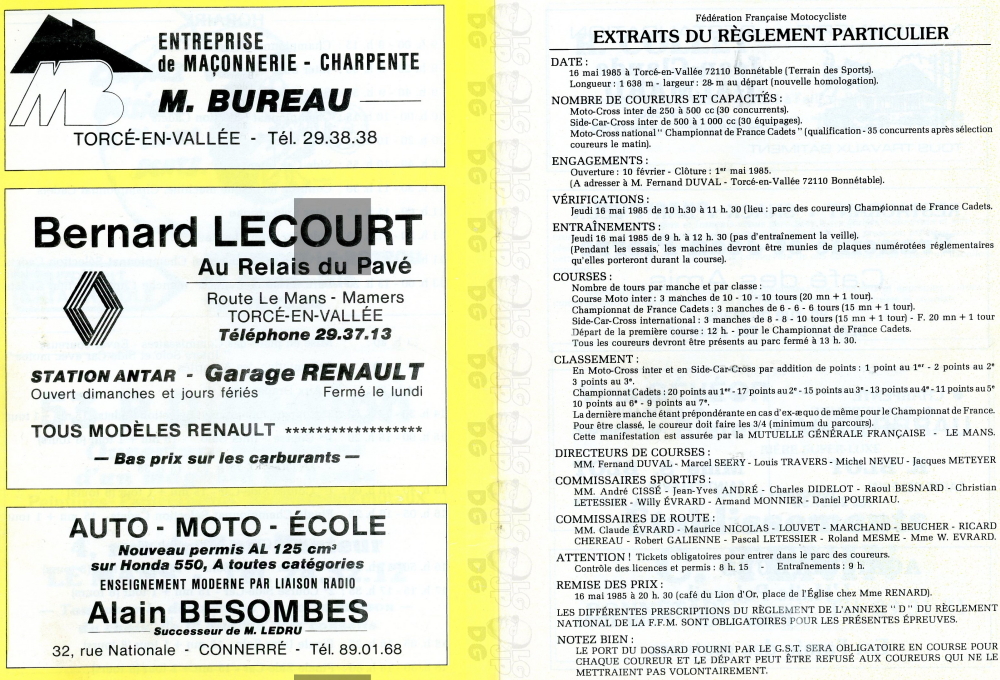 ENTREPRISE
de MAÇONNERIE - CHARPENTE
MB
M. BUREAU
TORCÉ-EN-VALLÉE - Tél. 29.38.38
Bernard LECOURT
Au Relais du Pavé
Route Le Mans - Mamers
TORCÉ-EN-VALLÉE
Téléphone 29.37.13
STATION ANTAR - Garage RENAULT
Ouvert dimanches et jours fériés Fermé le lundi
TOUS MODÈLES RENAULT ******************
— Bas prix sur les carburants —
AUTO - MOTO - ÉCOLE
Nouveau permis AL 125 cm³
sur Honda 550, A toutes catégories
ENSEIGNEMENT MODERNE PAR LIAISON RADIO
Alain BESOMBES
Successeur de M. LEDRU
32, rue Nationale - CONNERRÉ - Tél. 89.01.68
Fédération Française Motocycliste
EXTRAITS DU RÈGLEMENT PARTICULIER
DATE :
16 mai 1985 à Torcé-en-Vallée 72110 Bonnétable (Terrain des Sports).
Longueur : 1 638 m - largeur : 28 m au départ (nouvelle homologation).
NOMBRE DE COUREURS ET CAPACITÉS :
Moto-Cross inter de 250 à 500 cc (30 concurrents).
Side-Car-Cross inter de 500 à 1 000 cc (30 équipages).
Moto-Cross national " Championnat de France Cadets " (qualification - 35 concurrents après sélection
coureurs le matin).
ENGAGEMENTS :
Ouverture : 10 février - Clôture : 1er mai 1985.
(A adresser à M. Fernand DUVAL - Torcé-en-Vallée 72110 Bonnétable).
VÉRIFICATIONS :
Jeudi 16 mai 1985 de 10 h.30 à 11 h. 30 (lieu : parc des coureurs) Championnat de France Cadets.
ENTRAÎNEMENTS :
Jeudi 16 mai 1985 de 9 h. à 12 h. 30 (pas d'entraînement la veille).
(Pendant les essais, les machines devront être munies de plaques numérotées réglementaires
qu'elles porteront durant la course).
COURSES :
Nombre de tours par manche et par classe :
Course Moto inter : 3 manches de 10 - 10 - 10 tours (20 mn + 1 tour).
Championnat de France Cadets : 3 manches de 6 - 6 - 6 tours (15 mn + 1 tour).
Side-Car-Cross international : 3 manches de 8 - 8 - 10 tours (15 mn + 1 tour) - F. 20 mn + 1 tour
Départ de la première course : 12 h. - pour le Championnat de France Cadets.
Tous les coureurs devront être présents au parc fermé à 13 h. 30.
CLASSEMENT :
En Moto-Cross inter et en Side-Car-Cross par addition de points : 1 point au 1er - 2 points au 2e
3 points au 3e.
Championnat Cadets : 20 points au 1er - 17 points au 2e - 15 points au 3e - 13 points au 4e - 11 points au 5e
10 points au 6e - 9 points au 7e.
La dernière manche étant prépondérante en cas d'ex-æquo de même pour le Championnat de France.
Pour être classé, le coureur doit faire les 3/4 (minimum du parcours).
Cette manifestation est assurée par la MUTUELLE GÉNÉRALE FRANÇAISE - LE MANS.
DIRECTEURS DE COURSES :
MM. Fernand DUVAL - Marcel SEERY - Louis TRAVERS - Michel NEVEU - Jacques METEYER
COMMISSAIRES SPORTIFS :
MM. André CISSÉ - Jean-Yves ANDRÉ - Charles DIDELOT - Raoul BESNARD - Christian
LETESSIER - Willy ÉVRARD - Armand MONNIER - Daniel POURRIAU.
COMMISSAIRES DE ROUTE :
MM. Claude ÉVRARD - Maurice NICOLAS - LOUVET - MARCHAND - BEUCHER - RICARD
CHEREAU - Robert GALIENNE - Pascal LETESSIER - Roland MESME - Mme W. EVRARD.
ATTENTION ! Tickets obligatoires pour entrer dans le parc des coureurs.
Contrôle des licences et permis : 8 h. 15 - Entraînements : 9 h.
REMISE DES PRIX :
16 mai 1985 à 20 h. 30 (café du Lion d'Or, place de l'Église chez Mme RENARD).
LES DIFFÉRENTES PRESCRIPTIONS DU RÈGLEMENT DE L'ANNEXE " D " DU RÈGLEMENT
NATIONAL DE LA F.F.M. SONT OBLIGATOIRES POUR LES PRÉSENTES ÉPREUVES.
NOTEZ BIEN :
LE PORT DU DOSSARD FOURNI PAR LE G.S.T. SERA OBLIGATOIRE EN COURSE POUR
CHAQUE COUREUR ET LE DÉPART PEUT ÊTRE REFUSÉ AUX COUREURS QUI NE LE
METTRAIENT PAS VOLONTAIREMENT.